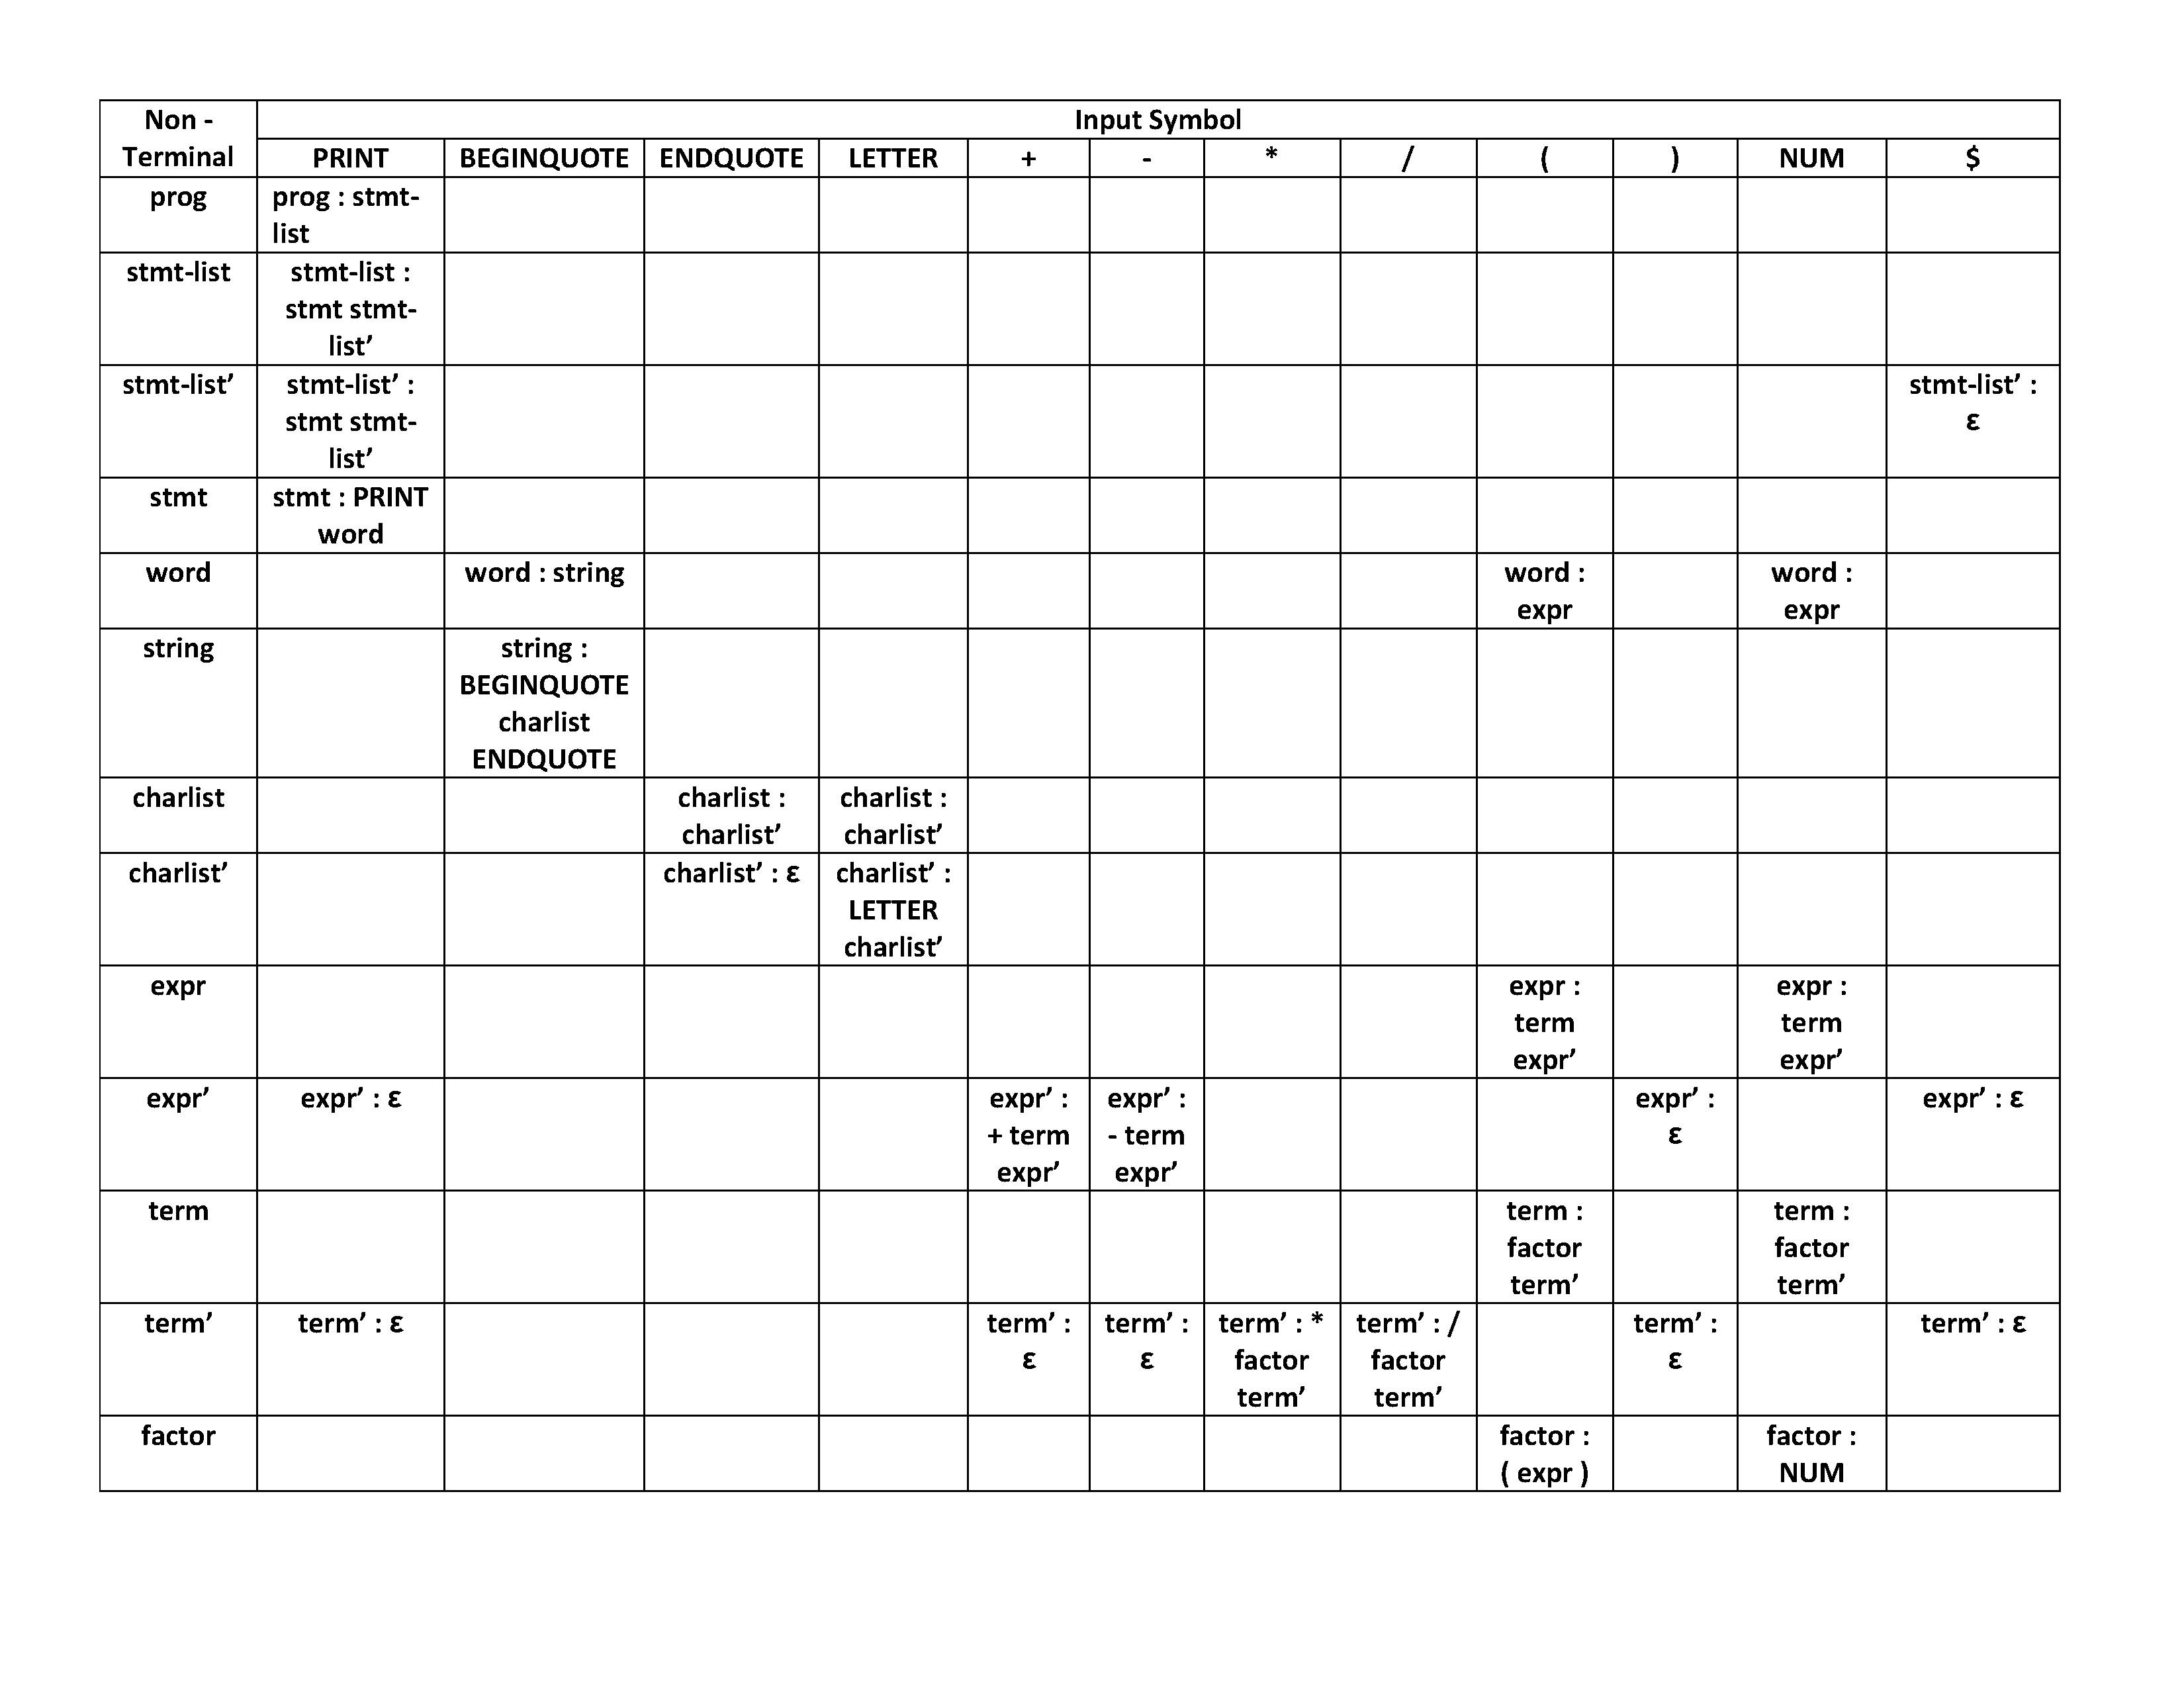 Non - Input Symbol
Terminal PRINT BEGINQUOTE ENDQUOTE LETTER + - * / ( ) NUM $
prog prog : stmt-
list
stmt-list stmt-list :
stmt stmt-
list’
stmt-list’ stmt-list’ : stmt-list’ :
stmt stmt- ε
list’
stmt stmt : PRINT
word
word word : string word : word :
expr expr
string string :
BEGINQUOTE
charlist
ENDQUOTE
charlist charlist : charlist :
charlist’ charlist’
charlist’ charlist’ : ε charlist’ :
LETTER
charlist’
expr expr : expr :
term term
expr’ expr’
expr’ expr’ : ε expr’ : expr’ : expr’ : expr’ : ε
+ term - term ε
expr’ expr’
term term : term :
factor factor
term’ term’
term’ term’ : ε term’ : term’ : term’ : * term’ : / term’ : term’ : ε
ε ε factor factor ε
term’ term’
factor factor : factor :
( expr ) NUM